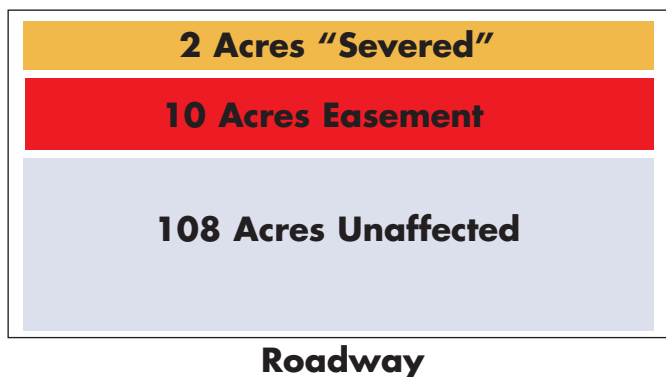 2 Acres “Severed”
10 Acres Easement
108 Acres Unaffected
Roadway